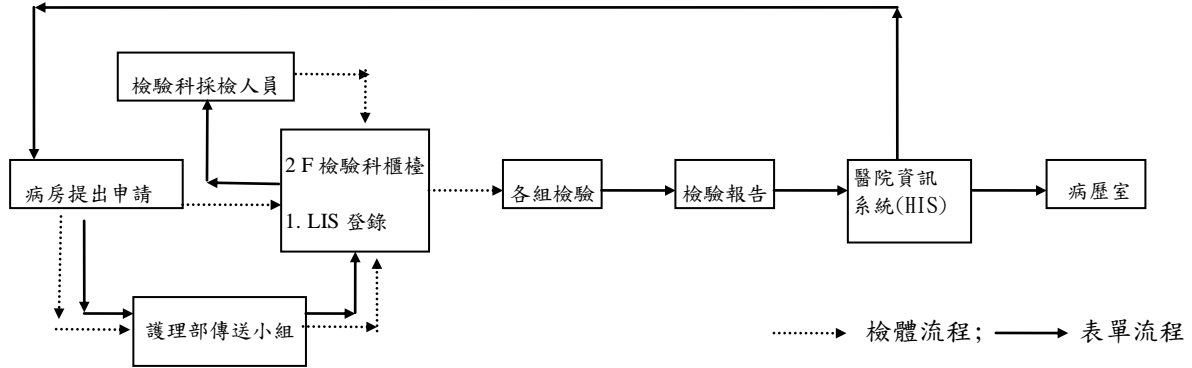 檢驗科採檢人員
病房提出申請
2 F 檢驗科櫃檯
1. LIS 登錄
各組檢驗
檢驗報告
醫院資訊
系統(HIS)
病歷室
護理部傳送小組
檢體流程;
表單流程